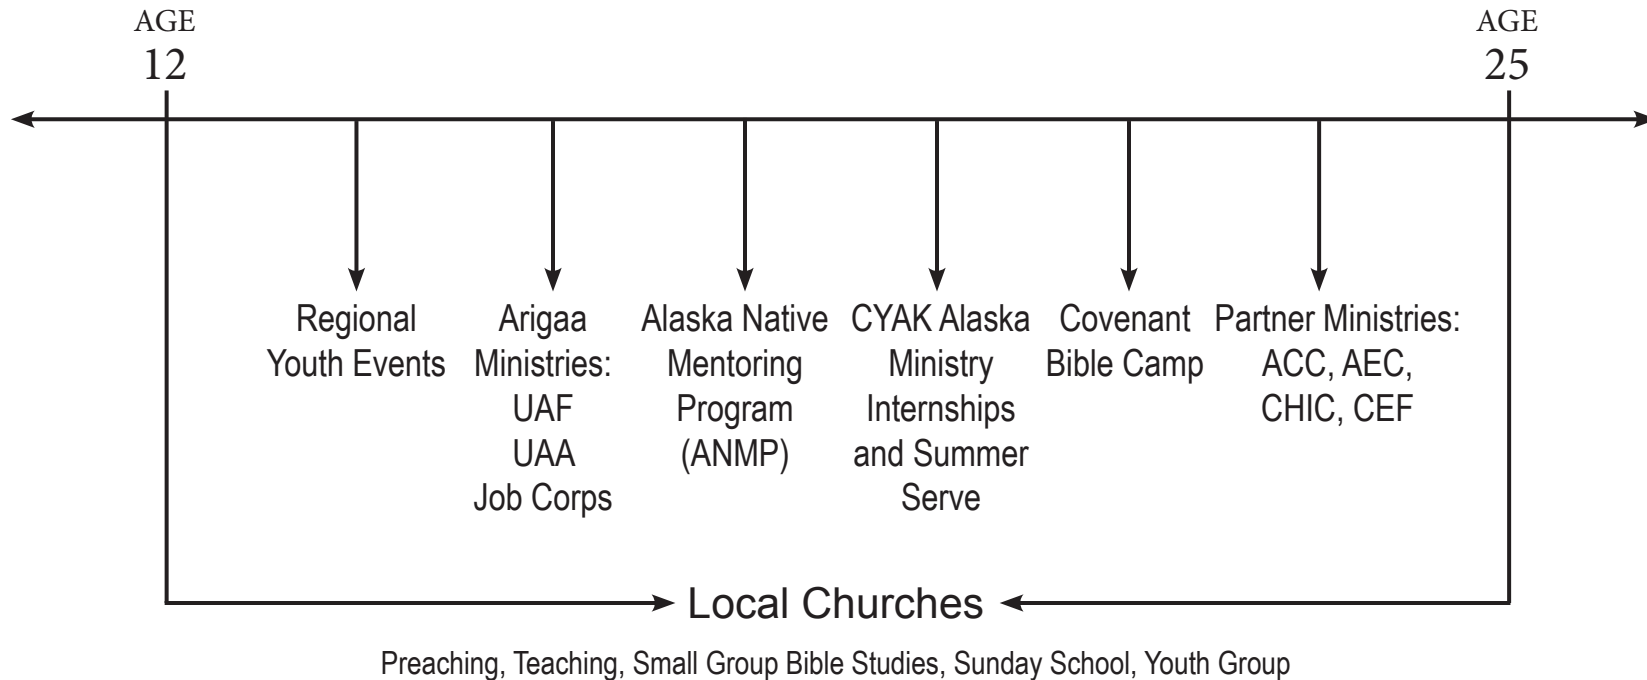 AGE
12
AGE
25
Regional
Youth Events
Arigaa
Ministries:
UAF
UAA
Job Corps
Alaska Native
Mentoring
Program
(ANMP)
CYAK Alaska
Ministry
Internships
and Summer
Serve
Covenant
Bible Camp
Partner Ministries:
ACC, AEC,
CHIC, CEF
Local Churches
Preaching, Teaching, Small Group Bible Studies, Sunday School, Youth Group